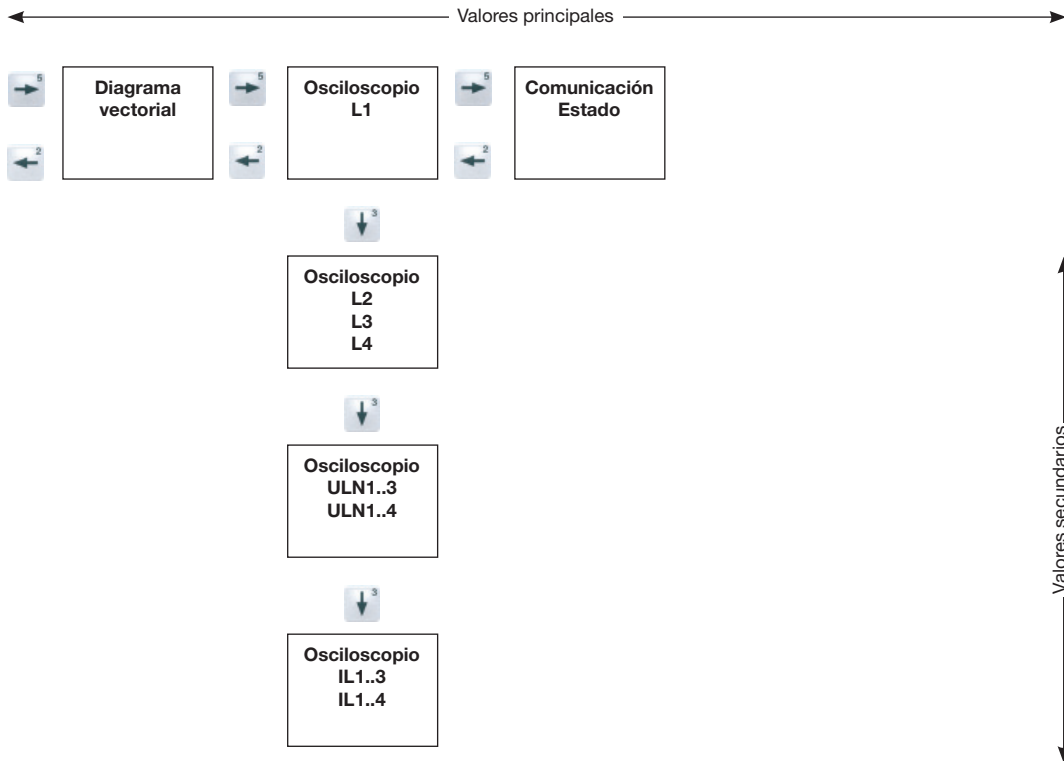 Valores principales
5 5 5
Diagrama
vectorial
Osciloscopio
L1
Comunicación
Estado
2 2 2
3
Osciloscopio
L2
L3
L4
3
Osciloscopio
ULN1..3
ULN1..4
3
Osciloscopio
IL1..3
IL1..4
Valores secundarios